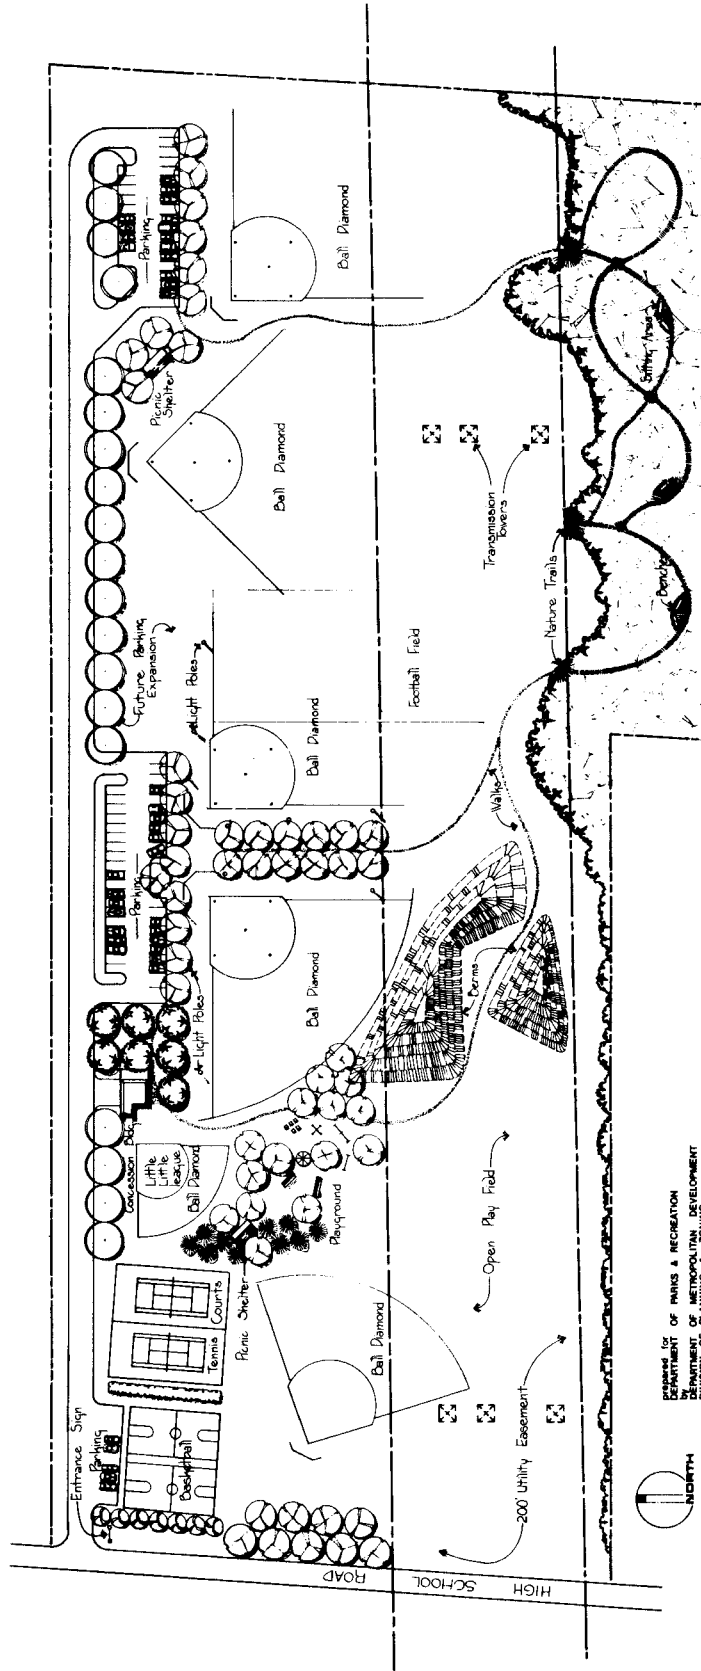 Parking
Ball Diamond
Picnic
Shelter
Sitting Area
Ball Diamond
Transmission
Towers
Nature Trails
Benches
Future Parking
Expansion
Light Poles
Football Field
Ball Diamond
Walks
Parking
Berms
Light Poles
Ball Diamond
Concession
Bldg.
Little
Little
League
Ball Diamond
Playground
Open Play Field
Picnic Shelter
Tennis
Courts
Ball Diamond
200' Utility Easement
Entrance Sign
Parking
Basketball
HIGH SCHOOL ROAD
prepared for
DEPARTMENT OF PARKS & RECREATION
by
DEPARTMENT OF METROPOLITAN DEVELOPMENT
NORTH